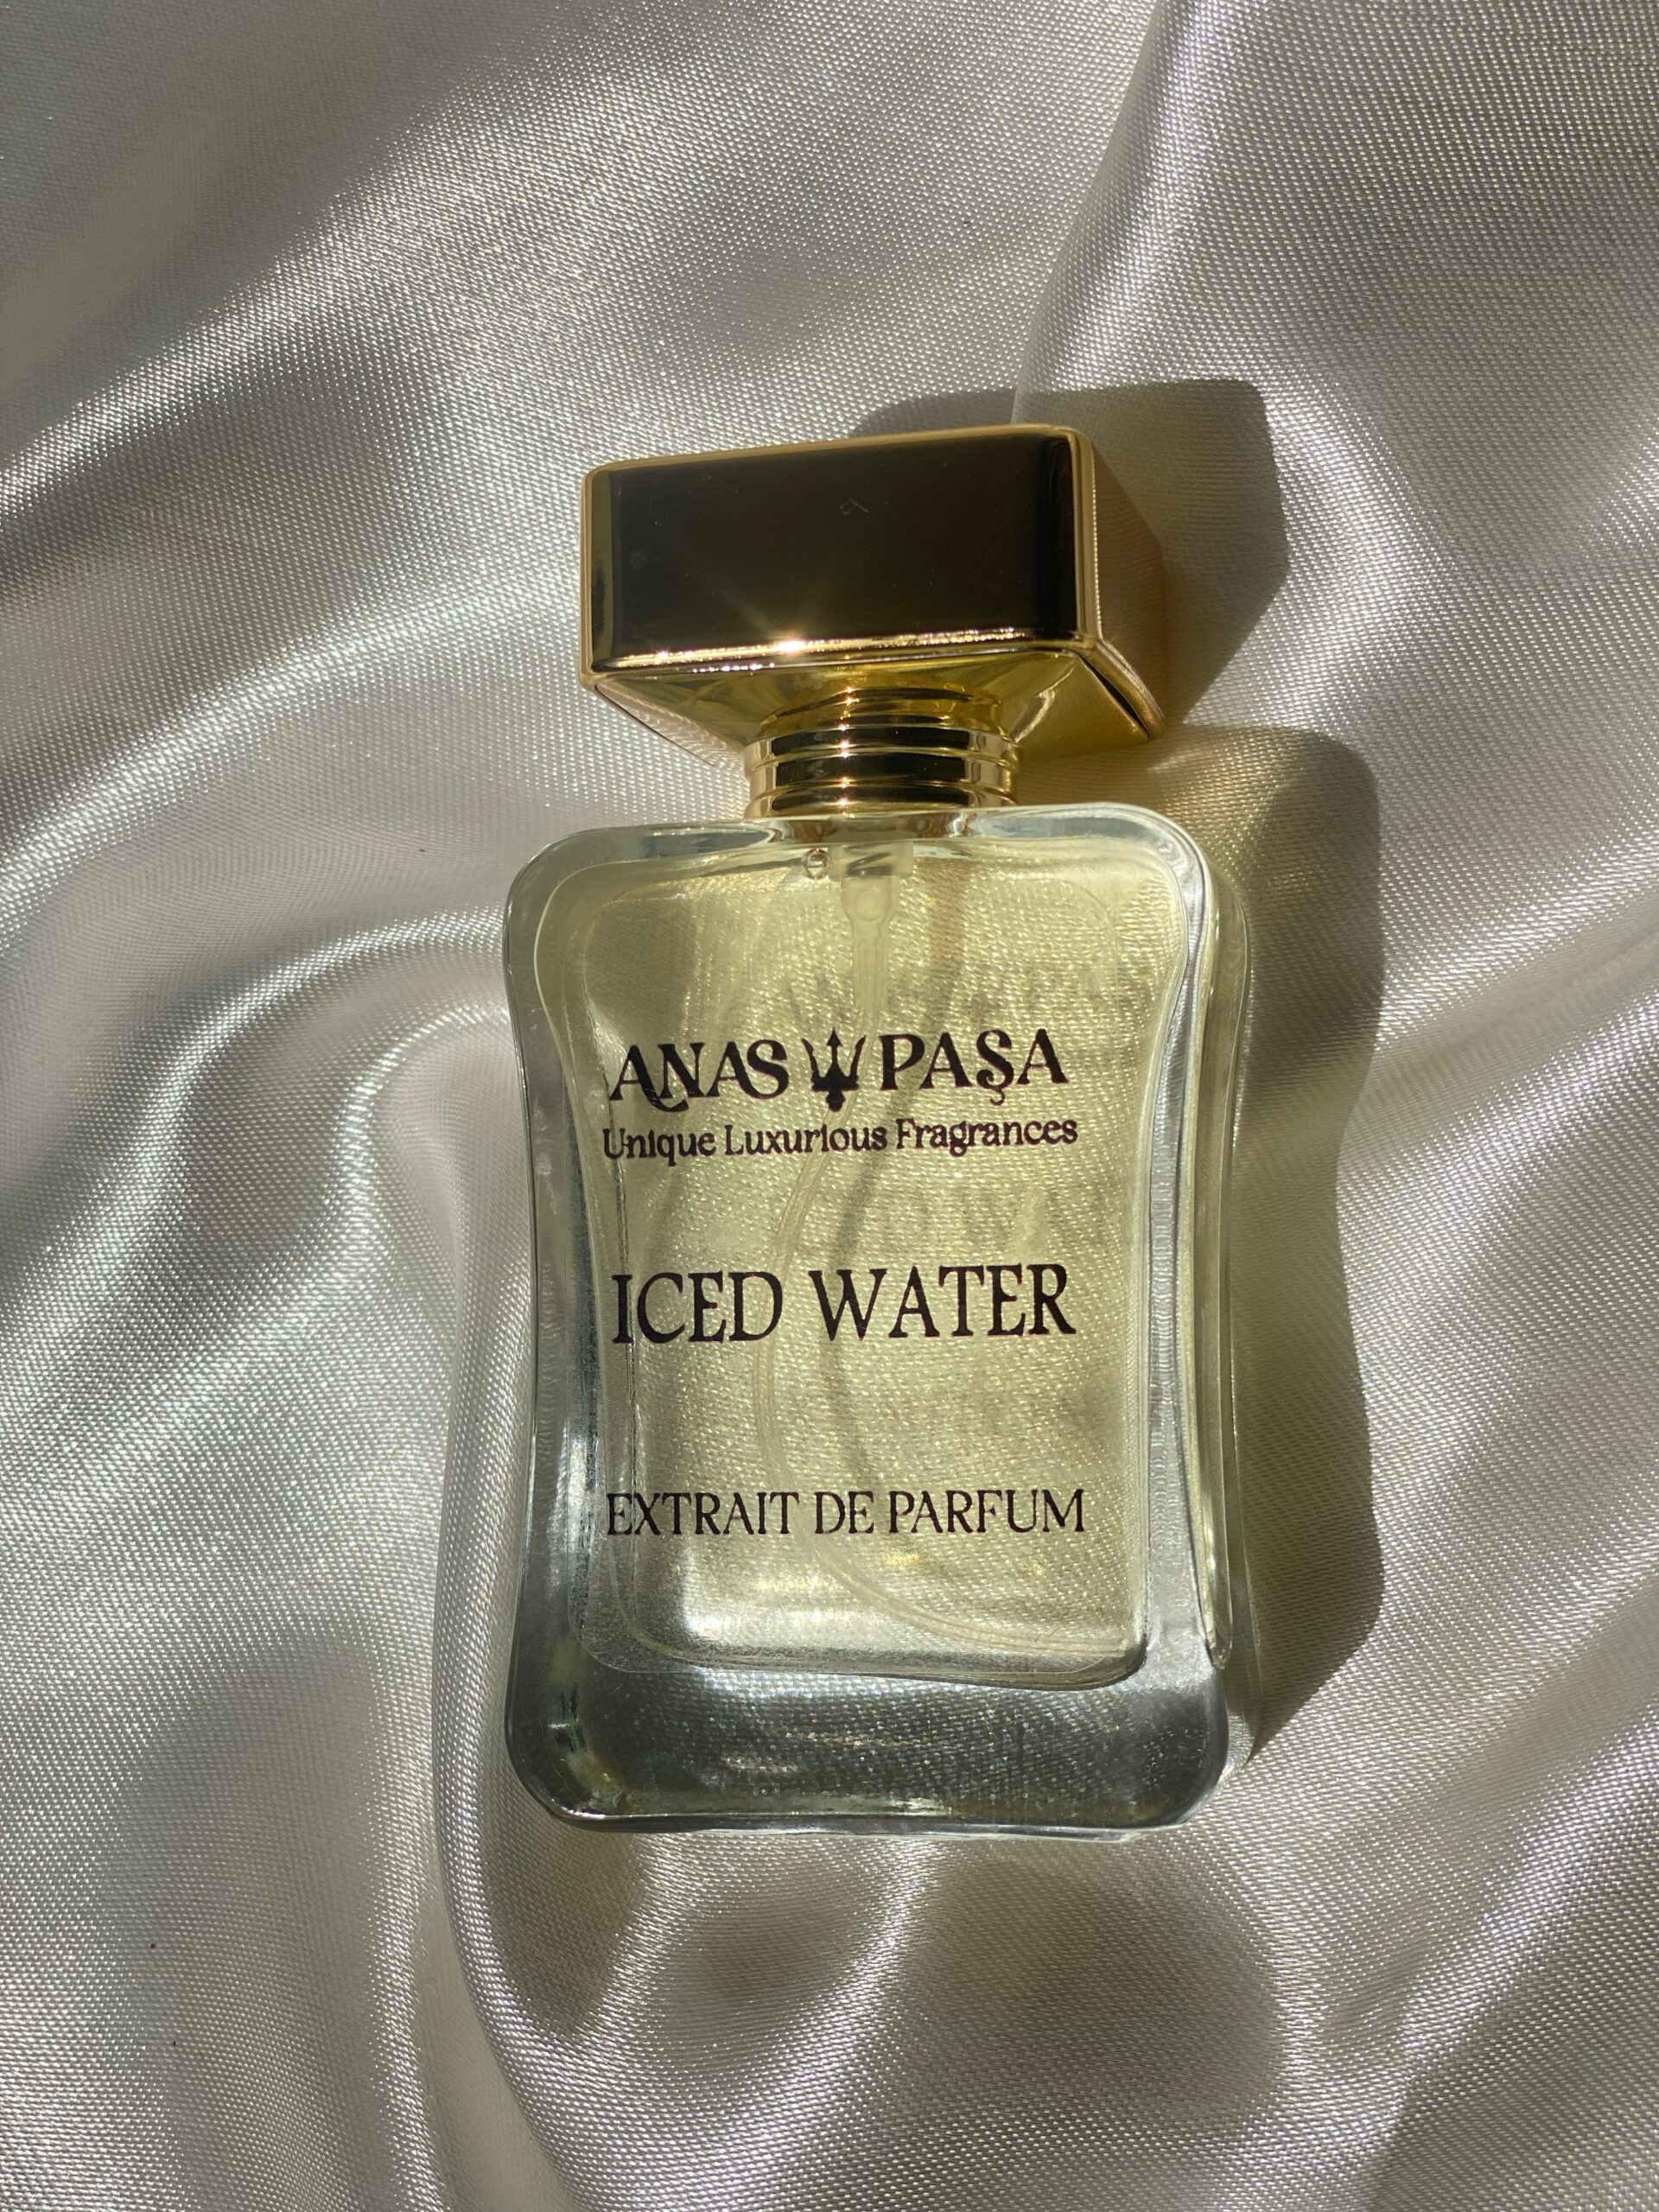 ANAS PAŞA
Unique Luxurious Fragrances
ICED WATER
EXTRAIT DE PARFUM